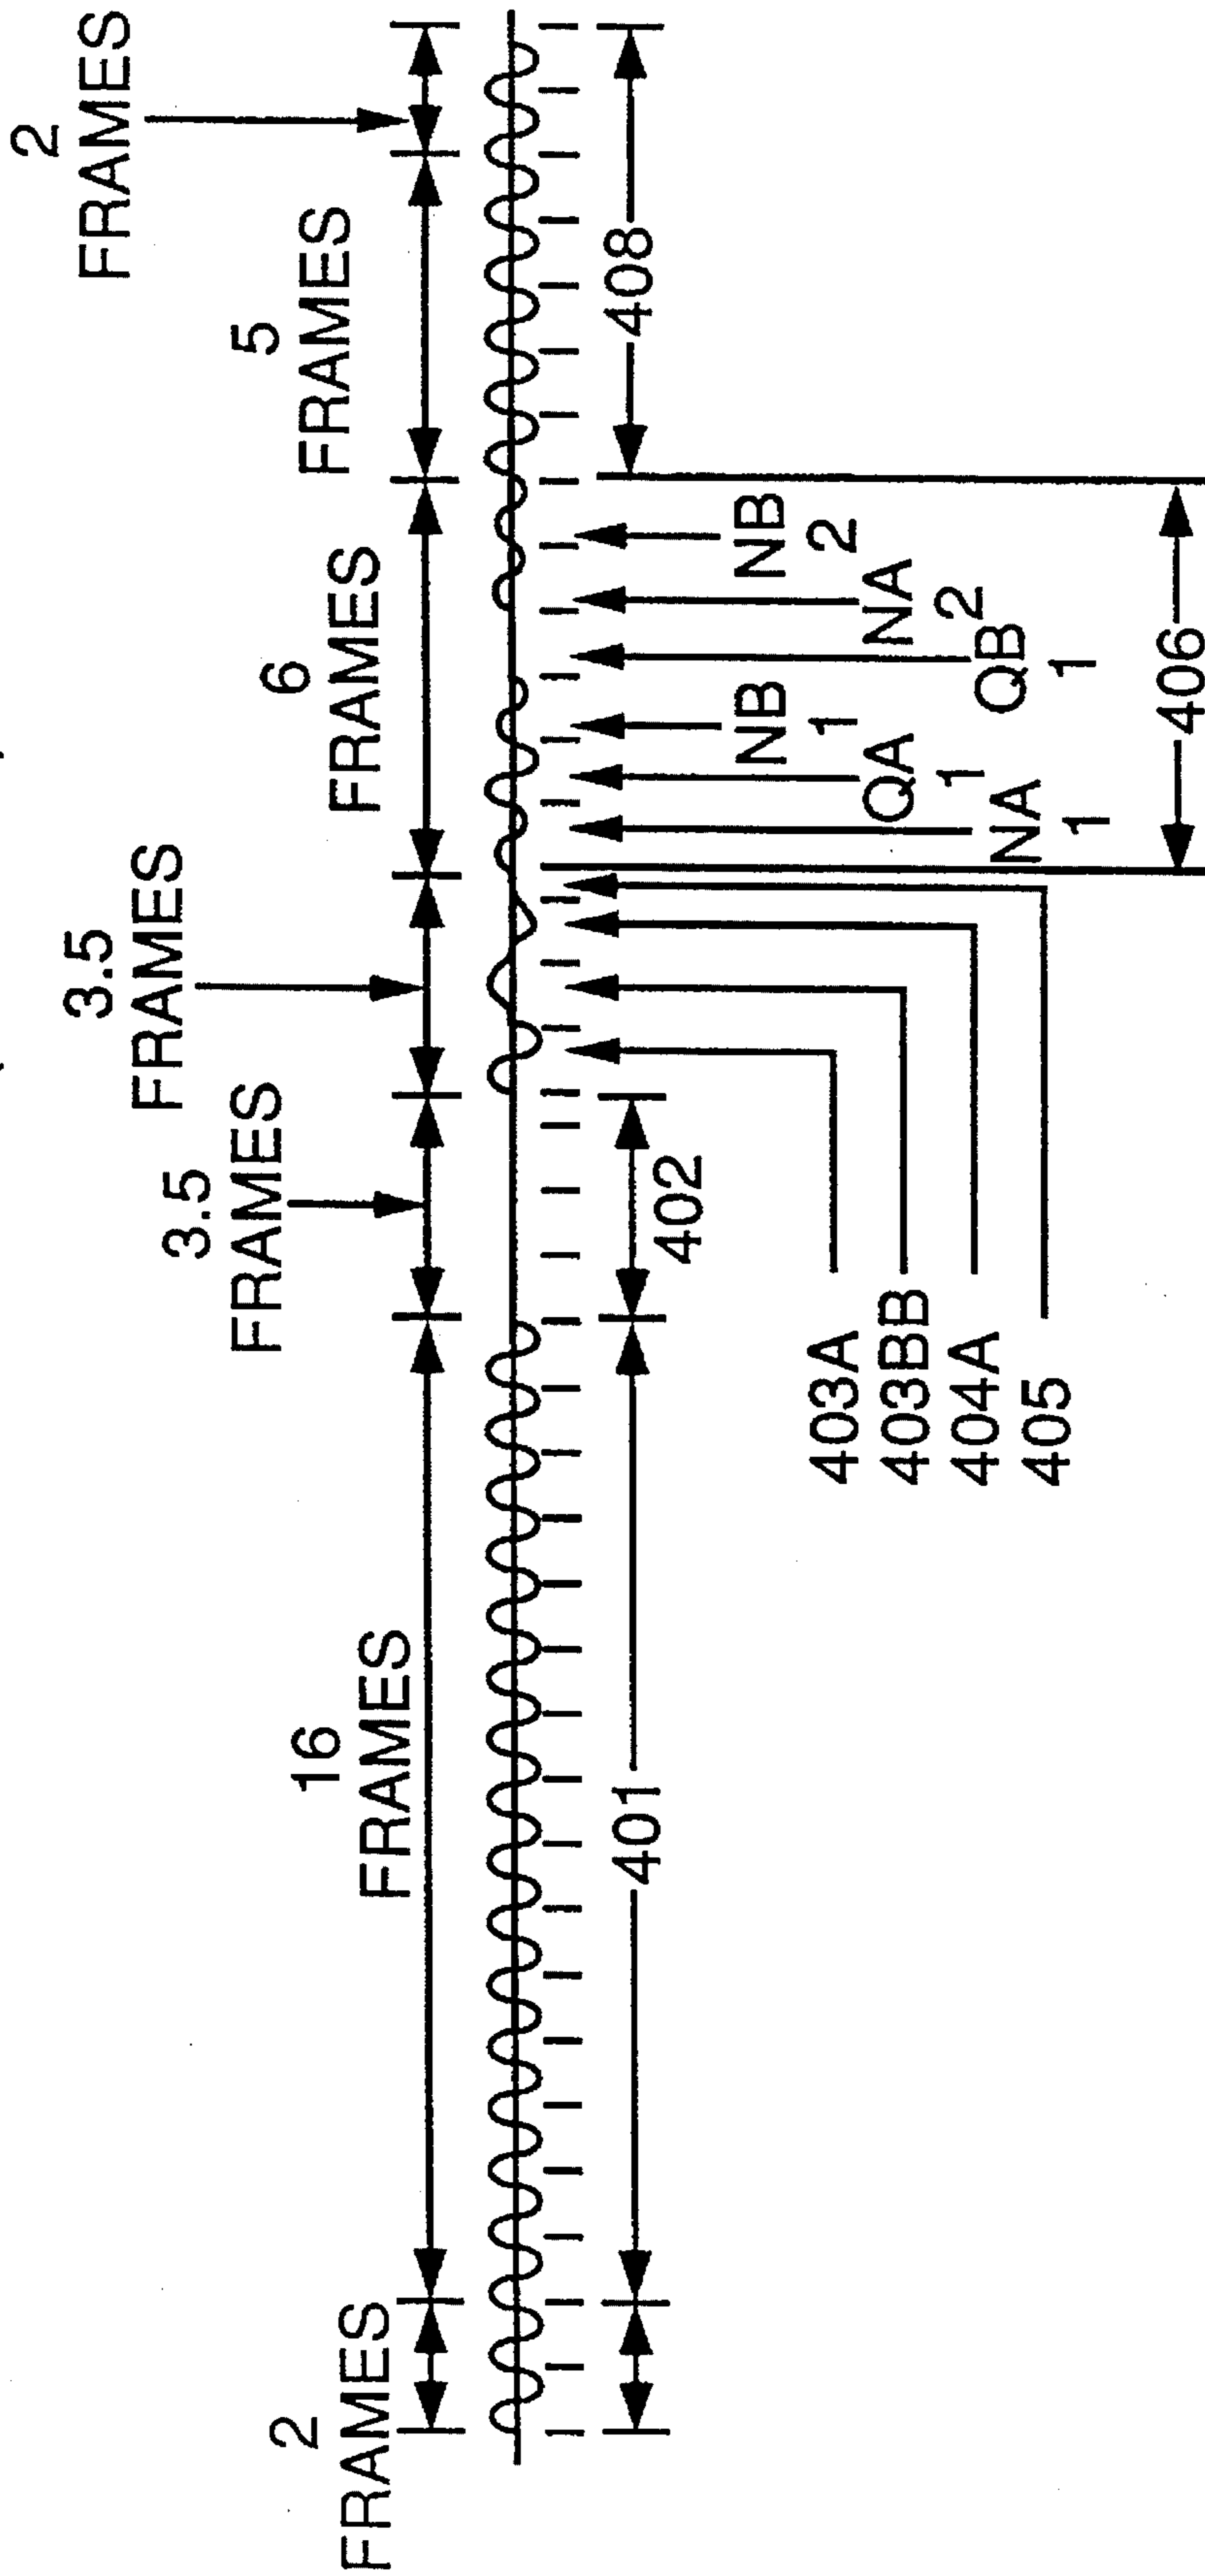 2
FRAMES
16
FRAMES
3.5
FRAMES
3.5
FRAMES
6
FRAMES
5
FRAMES
2
FRAMES
401
402
408
403A
403BB
404A
405
NA
1
QA
1
NB
1
QB
1
NA
2
NB
2
406